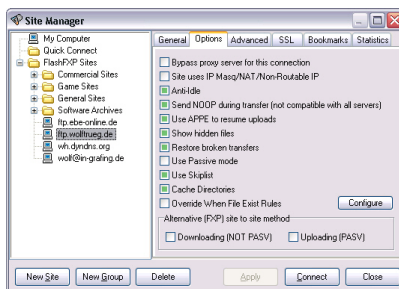 Site Manager
My Computer
Quick Connect
FlashFXP Sites
Commercial Sites
Game Sites
General Sites
Software Archives
ftp.ebe-online.de
ftp.wolftrueg.de
wh.dyndns.org
wolf@in-grafing.de
General Options Advanced SSL Bookmarks Statistics
Bypass proxy server for this connection
Site uses IP Masq/NAT/Non-Routable IP
Anti-Idle
Send NOOP during transfer (not compatible with all servers)
Use APPE to resume uploads
Show hidden files
Restore broken transfers
Use Passive mode
Use Skiplist
Cache Directories
Override When File Exist Rules Configure
Alternative (FXP) site to site method
Downloading (NOT PASV) Uploading (PASV)
New Site New Group Delete Apply Connect Close